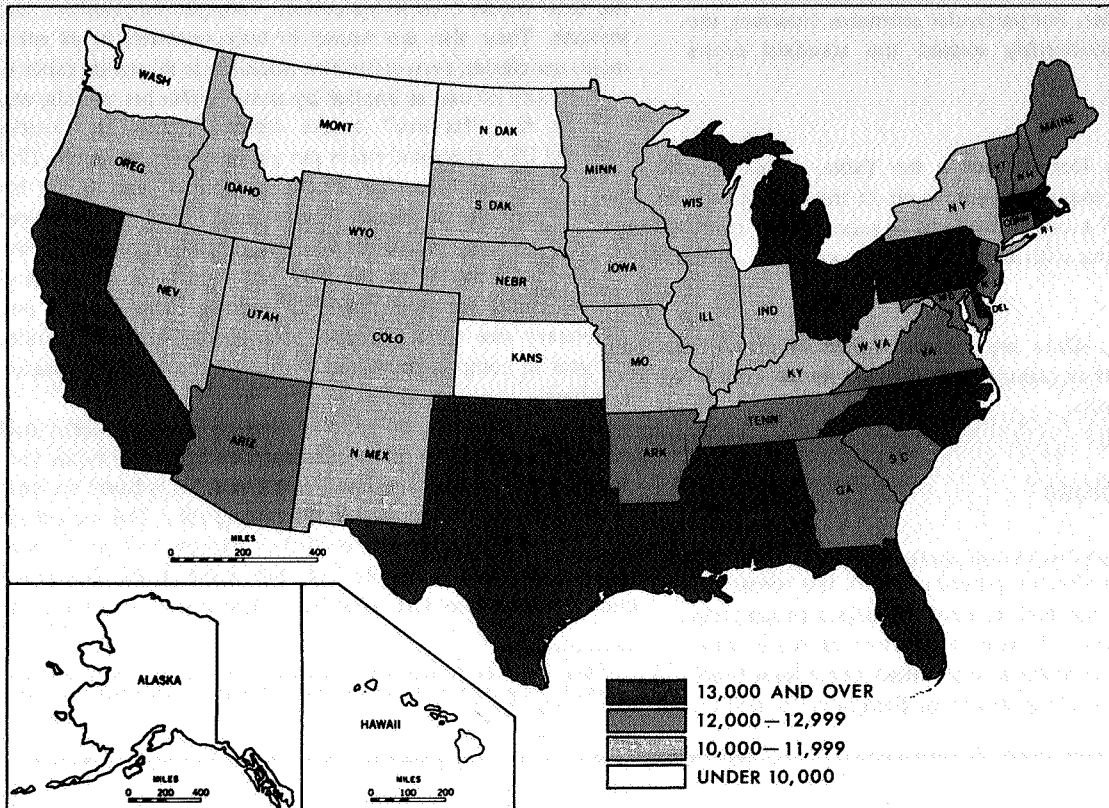 WASH
MONT
N DAK
MINN
MAINE
VT
N H
OREG
IDAHO
S. DAK
WIS
N Y
CONN
R I
WYO
IOWA
NEBR
NEV
UTAH
COLO
ILL
IND
N J
MD
DEL
W VA
VA
KANS
MO
KY
ARIZ
N MEX
ARK
TENN
S C
GA
MILES
0 200 400
ALASKA
MILES
0 200 400
HAWAII
MILES
0 100 200
13,000 AND OVER
12,000—12,999
10,000—11,999
UNDER 10,000